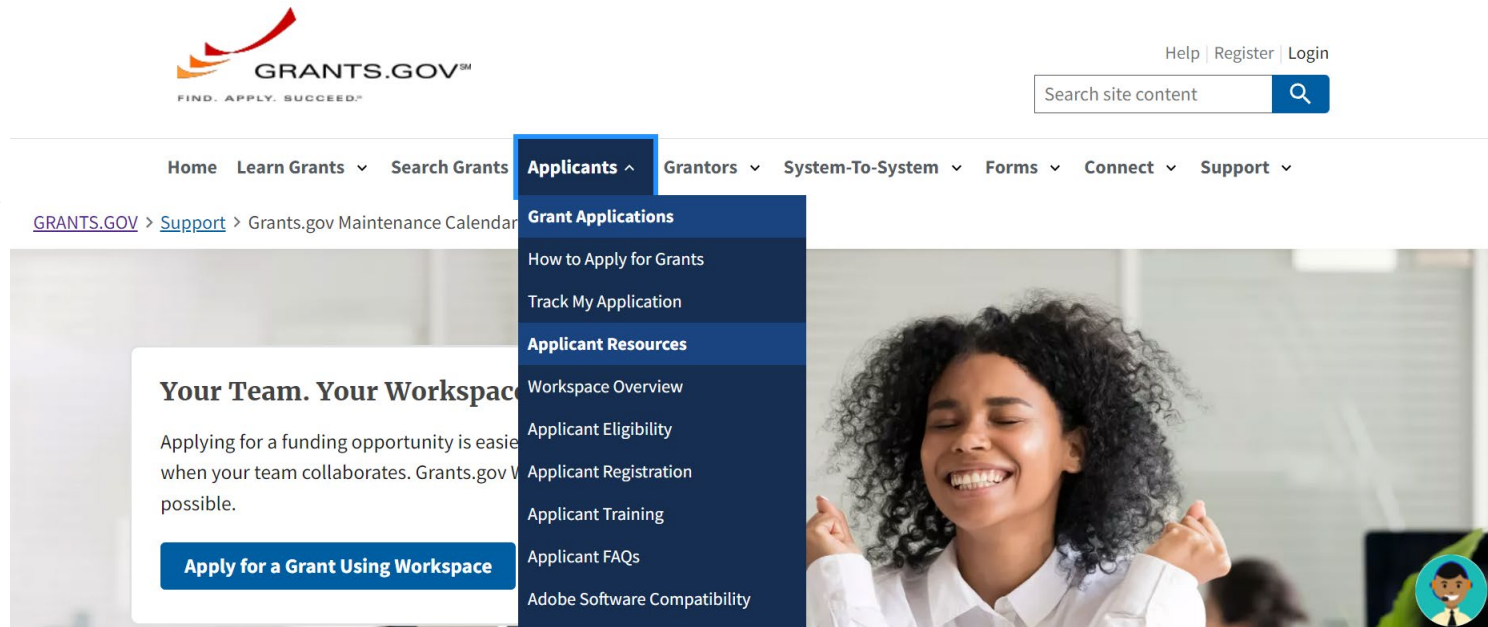 GRANTS.GOV℠
FIND. APPLY. SUCCEED.℠
Help | Register | Login
Search site content
Home Learn Grants Search Grants Applicants Grantors System-To-System Forms Connect Support
GRANTS.GOV > Support > Grants.gov Maintenance Calendar
Grant Applications
How to Apply for Grants
Track My Application
Applicant Resources
Workspace Overview
Applicant Eligibility
Applicant Registration
Applicant Training
Applicant FAQs
Adobe Software Compatibility
Your Team. Your Workspac
Applying for a funding opportunity is easie
when your team collaborates. Grants.gov
possible.
Apply for a Grant Using Workspace